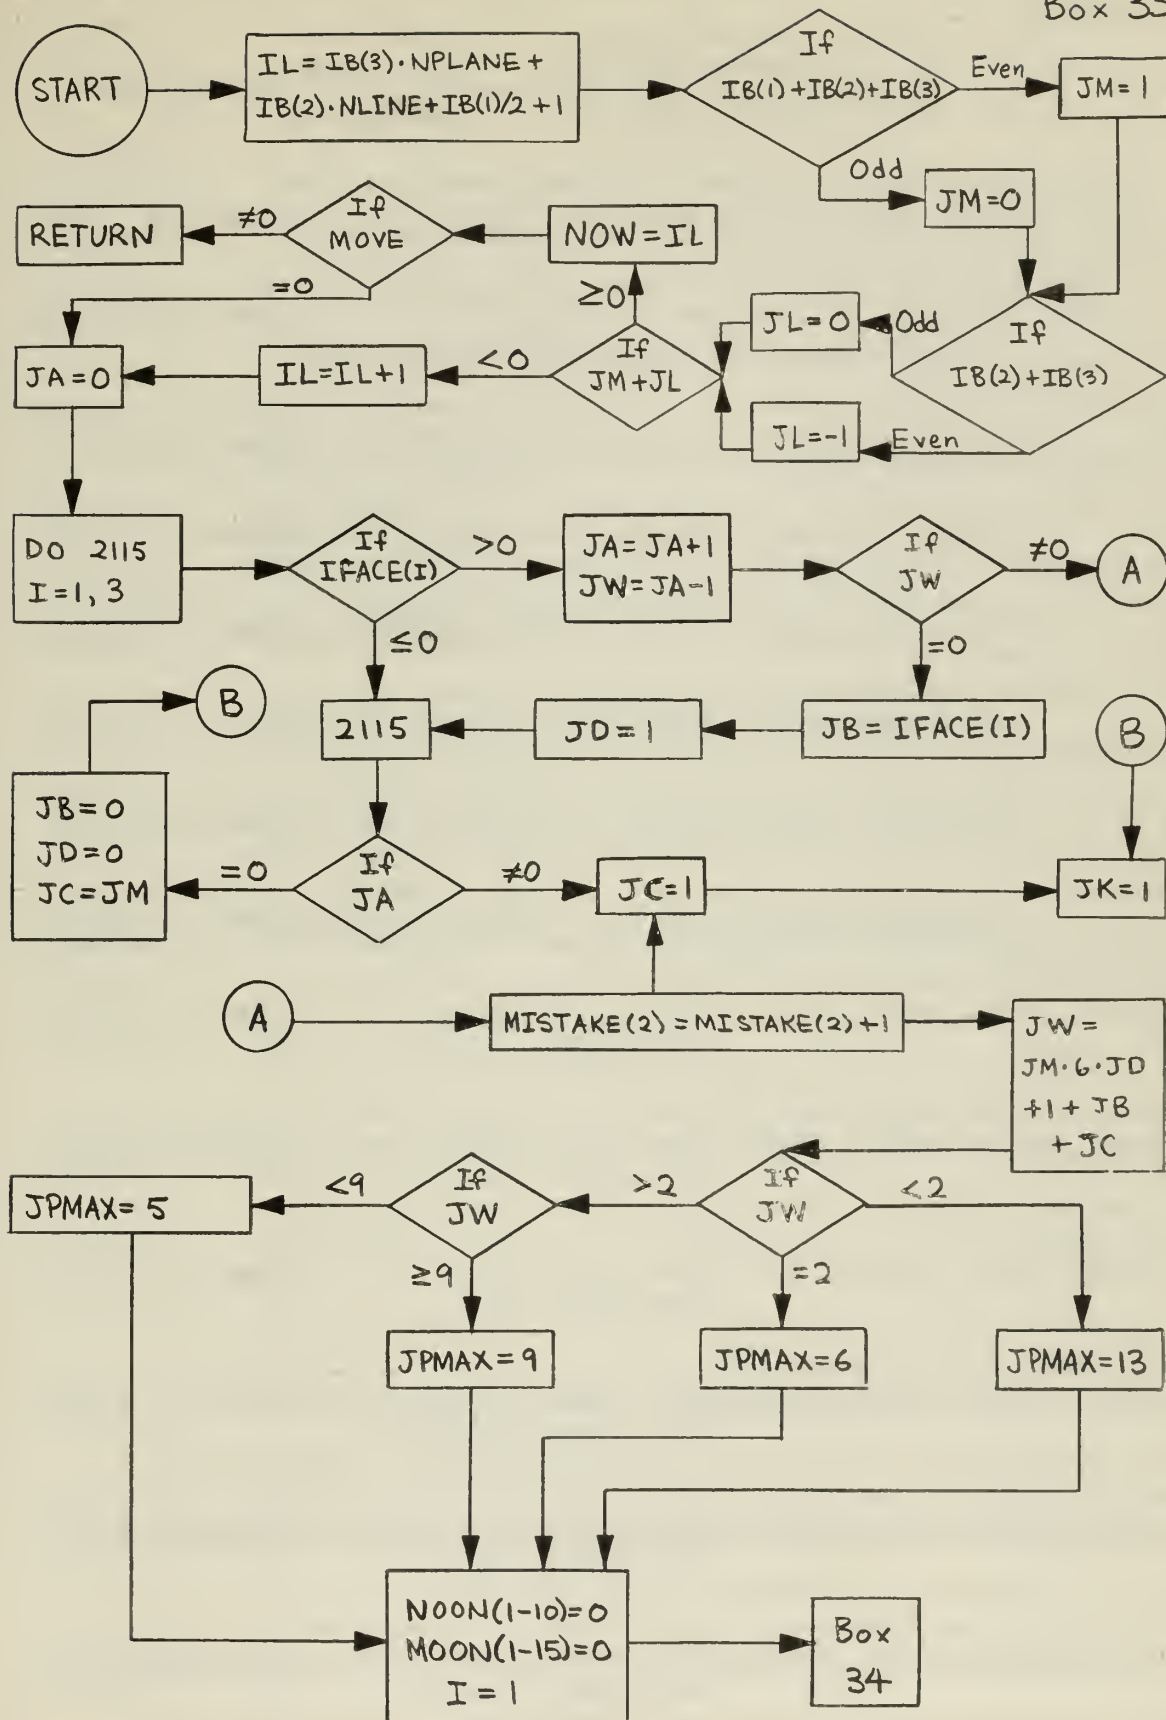 Box 33
START
IL = IB(3)·NPLANE +
IB(2)·NLINE+IB(1)/2 +1
If
IB(1)+IB(2)+IB(3)
Even
JM = 1
Odd
JM=0
RETURN
≠0
If
MOVE
NOW=IL
=0
≥0
JL=0
Odd
If
IB(2)+IB(3)
JA=0
IL=IL+1
<0
If
JM+JL
JL=-1
Even
DO 2115
I=1,3
If
IFACE(I)
>0
JA=JA+1
JW=JA-1
If
JW
≠0
A
≤0
=0
B
2115
JD=1
JB=IFACE(I)
B
JB=0
JD=0
JC=JM
=0
If
JA
≠0
JC=1
JK=1
A
MISTAKE(2)=MISTAKE(2)+1
JW=
JM·6·JD
+1+JB
+JC
JPMAX=5
<9
If
JW
>2
If
JW
<2
≥9
=2
JPMAX=9
JPMAX=6
JPMAX=13
NOON(1-10)=0
MOON(1-15)=0
I=1
Box
34